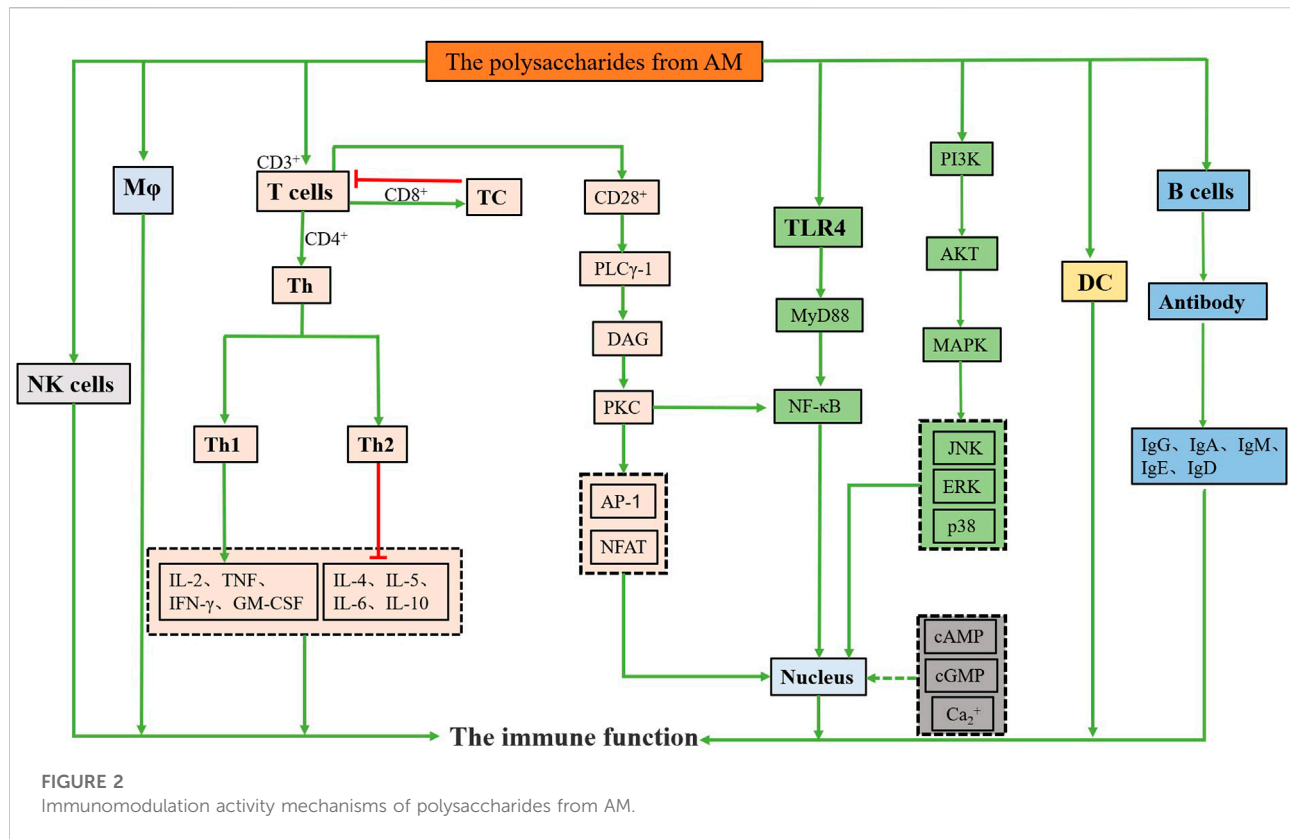 The polysaccharides from AM
Mφ
CD3⁺
T cells
CD8⁺
TC
CD4⁺
Th
NK cells
Th1
Th2
IL-2、TNF、
IFN-γ、GM-CSF
IL-4、IL-5、
IL-6、IL-10
CD28⁺
PLCγ-1
DAG
PKC
AP-1
NFAT
TLR4
MyD88
NF-κB
PI3K
AKT
MAPK
JNK
ERK
p38
cAMP
cGMP
Ca₂⁺
Nucleus
DC
B cells
Antibody
IgG、IgA、IgM、
IgE、IgD
The immune function
FIGURE 2
Immunomodulation activity mechanisms of polysaccharides from AM.